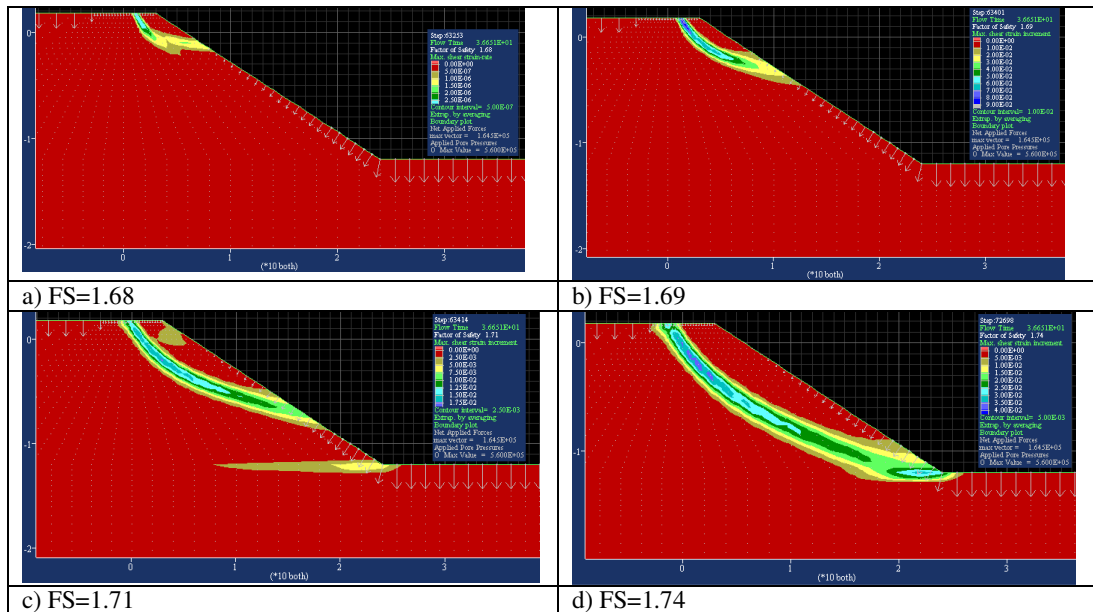 Step:63253
Flow Time 3.6651E+01
Factor of Safety 1.68
Max. shear strain-rate
0.00E+00
5.00E-07
1.00E-06
1.50E-06
2.00E-06
2.50E-06
Contour interval= 5.00E-07
Extrap. by averaging
Boundary plot
Net Applied Forces
max vector = 1.645E+05
Applied Pore Pressures
O Max Value = 5.600E+05
0
-1
-2
0 1 2 3
(*10 both)
a) FS=1.68
Step:63401
Flow Time 3.6651E+01
Factor of Safety 1.69
Max. shear strain increment
0.00E+00
1.00E-02
2.00E-02
3.00E-02
4.00E-02
5.00E-02
6.00E-02
7.00E-02
8.00E-02
9.00E-02
Contour interval= 1.00E-02
Extrap. by averaging
Boundary plot
Net Applied Forces
max vector = 1.645E+05
Applied Pore Pressures
O Max Value = 5.600E+05
0
-1
-2
0 1 2 3
(*10 both)
b) FS=1.69
Step:63414
Flow Time 3.6651E+01
Factor of Safety 1.71
Max. shear strain increment
0.00E+00
2.50E-03
5.00E-03
7.50E-03
1.00E-02
1.25E-02
1.50E-02
1.75E-02
Contour interval= 2.50E-03
Extrap. by averaging
Boundary plot
Net Applied Forces
max vector = 1.645E+05
Applied Pore Pressures
O Max Value = 5.600E+05
0
-1
-2
0 1 2 3
(*10 both)
c) FS=1.71
Step:72698
Flow Time 3.6651E+01
Factor of Safety 1.74
Max. shear strain increment
0.00E+00
5.00E-03
1.00E-02
1.50E-02
2.00E-02
2.50E-02
3.00E-02
3.50E-02
4.00E-02
Contour interval= 5.00E-03
Extrap. by averaging
Boundary plot
Net Applied Forces
max vector = 1.645E+05
Applied Pore Pressures
O Max Value = 5.600E+05
0
-1
0 1 2 3
(*10 both)
d) FS=1.74